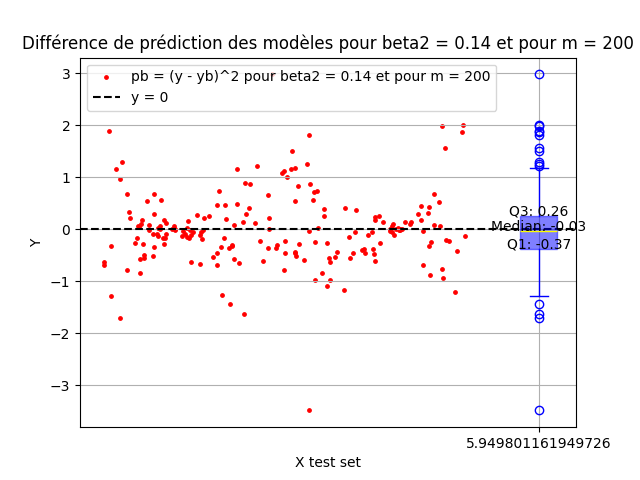 Différence de prédiction des modèles pour beta2 = 0.14 et pour m = 200
pb = (y - yb)^2 pour beta2 = 0.14 et pour m = 200
y = 0
3
2
1
0
−1
−2
−3
Y
Q3: 0.26
Median: -0.03
Q1: -0.37
5.949801161949726
X test set